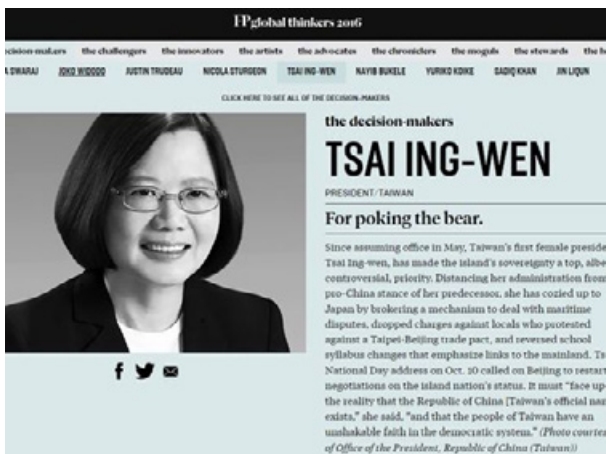 FP global thinkers 2016
decision-makers the challengers the innovators the artists the advocates the chroniclers the moguls the stewards the
SWARAJ JOKO WIDODO JUSTIN TRUDEAU NICOLA STURGEON TSAI ING-WEN NAYIB BUKELE YURIKO KOIKE SADIQ KHAN JIN LIQUN
CLICK HERE TO SEE ALL OF THE DECISION-MAKERS
the decision-makers
TSAI ING-WEN
PRESIDENT/TAIWAN
For poking the bear.
Since assuming office in May, Taiwan's first female preside
Tsai Ing-wen, has made the island's sovereignty a top, albe
controversial, priority. Distancing her administration from
pro-China stance of her predecessor, she has cozied up to
Japan by brokering a mechanism to deal with maritime
disputes, dropped charges against locals who protested
against a Taipei-Beijing trade pact, and reversed school
syllabus changes that emphasize links to the mainland. Ts
National Day address on Oct. 10 called on Beijing to restart
negotiations on the island nation's status. It must "face up
the reality that the Republic of China [Taiwan's official nam
exists," she said, "and that the people of Taiwan have an
unshakable faith in the democratic system." (Photo courtes
of Office of the President, Republic of China (Taiwan))